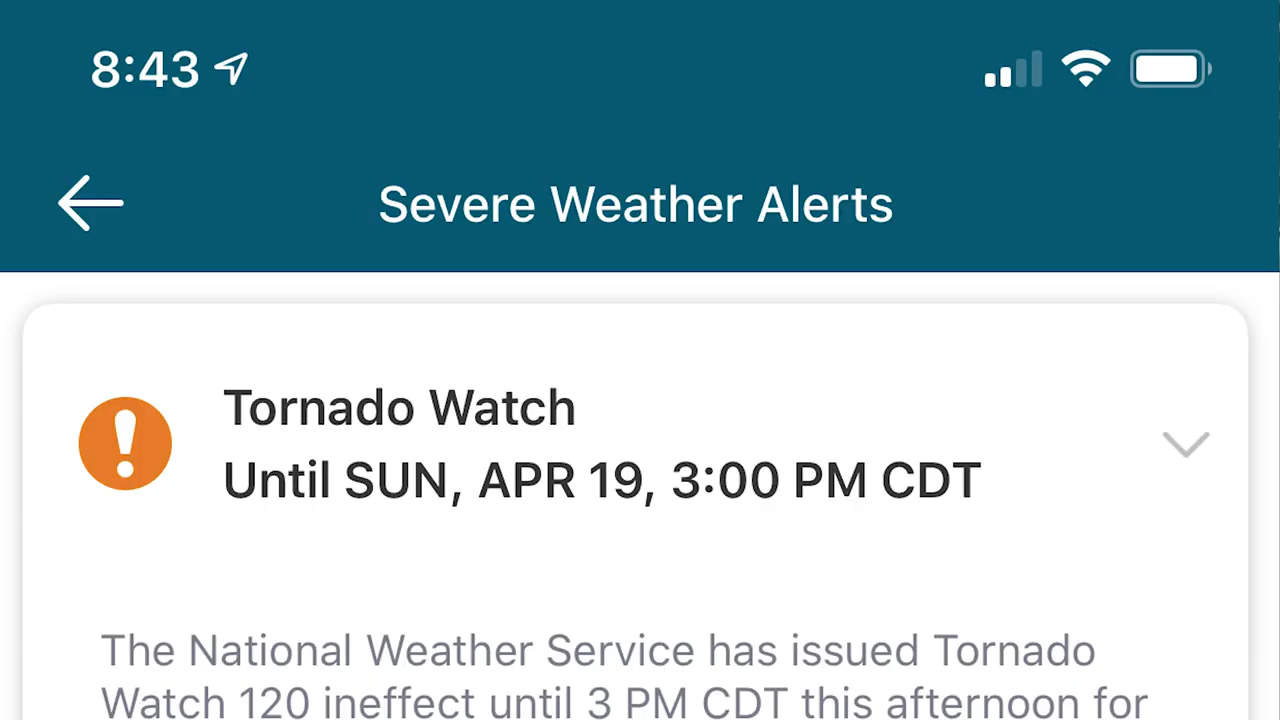 8:43
Severe Weather Alerts
Tornado Watch
Until SUN, APR 19, 3:00 PM CDT
The National Weather Service has issued Tornado
Watch 120 ineffect until 3 PM CDT this afternoon for